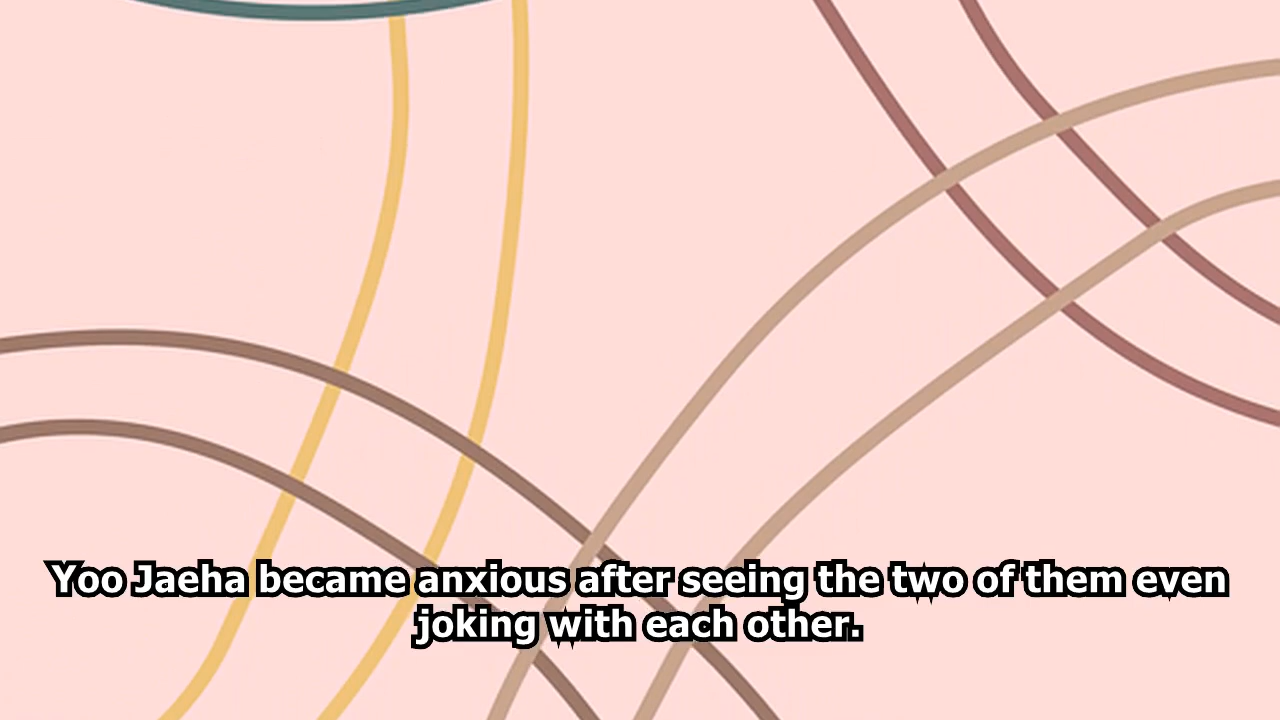 Yoo Jaeha became anxious after seeing the two of them even
joking with each other.